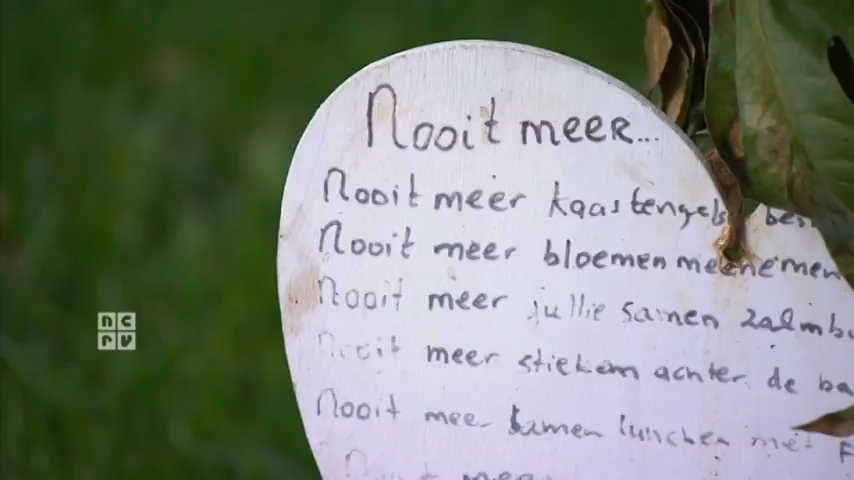 Nooit meer...
Nooit meer kaastengels
Nooit meer bloemen meenemen
Nooit meer jullie samen
Nooit meer stiekem achter de
Nooit meer samen lunchen met
meer
ncrv